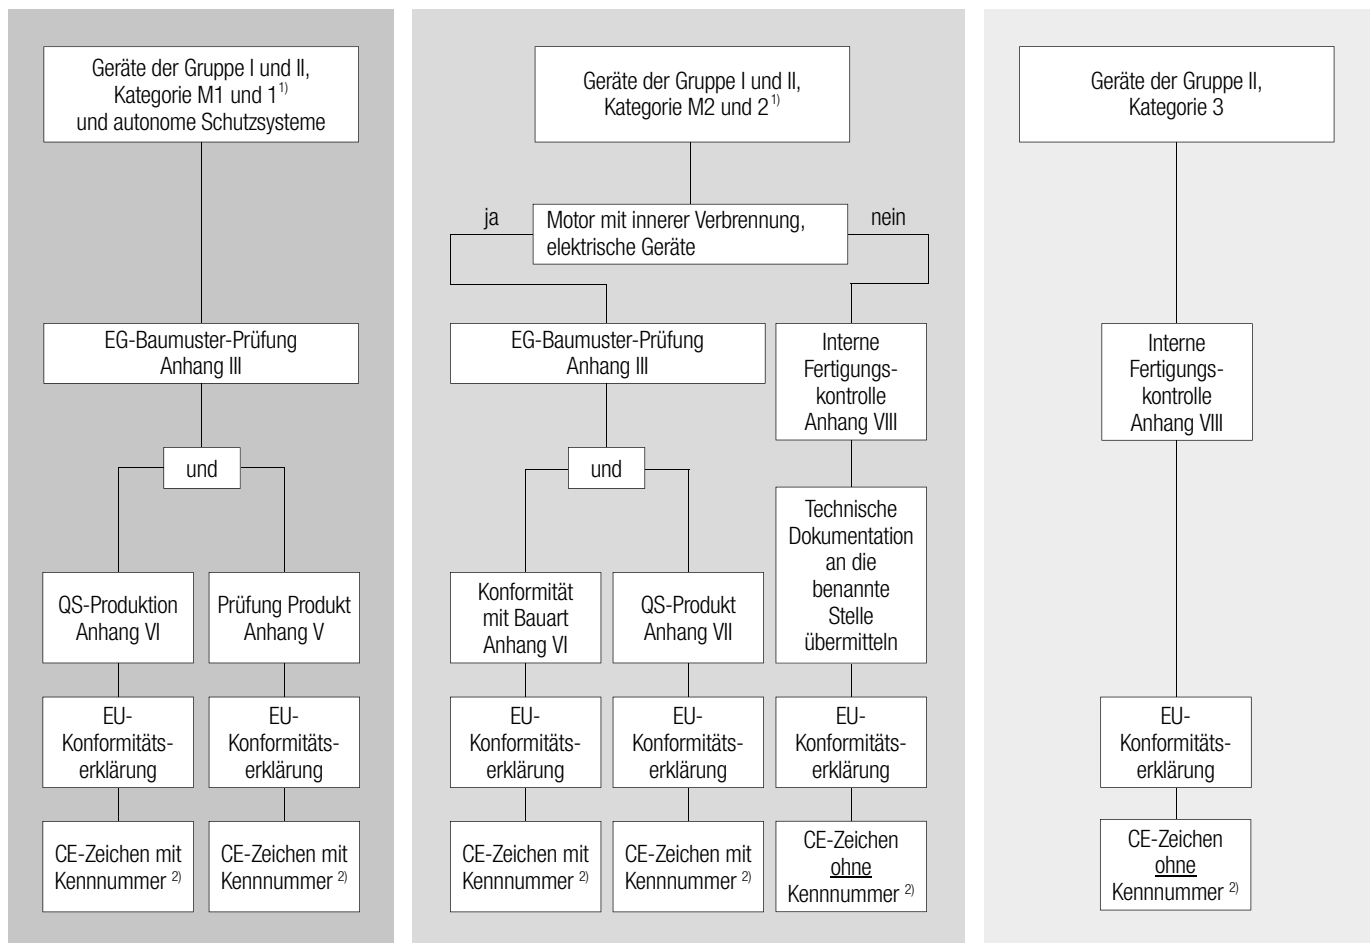 Geräte der Gruppe I und II,
Kategorie M1 und 1 1)
und autonome Schutzsysteme
EG-Baumuster-Prüfung
Anhang III
und
QS-Produktion
Anhang VI
Prüfung Produkt
Anhang V
EU-
Konformitäts-
erklärung
EU-
Konformitäts-
erklärung
CE-Zeichen mit
Kennnummer 2)
CE-Zeichen mit
Kennnummer 2)
Geräte der Gruppe I und II,
Kategorie M2 und 2 1)
ja
Motor mit innerer Verbrennung,
elektrische Geräte
nein
EG-Baumuster-Prüfung
Anhang III
und
Konformität
mit Bauart
Anhang VI
QS-Produkt
Anhang VII
EU-
Konformitäts-
erklärung
EU-
Konformitäts-
erklärung
CE-Zeichen mit
Kennnummer 2)
CE-Zeichen mit
Kennnummer 2)
Interne
Fertigungs-
kontrolle
Anhang VIII
Technische
Dokumentation
an die
benannte
Stelle
übermitteln
EU-
Konformitäts-
erklärung
CE-Zeichen
ohne
Kennnummer 2)
Geräte der Gruppe II,
Kategorie 3
Interne
Fertigungs-
kontrolle
Anhang VIII
EU-
Konformitäts-
erklärung
CE-Zeichen
ohne
Kennnummer 2)